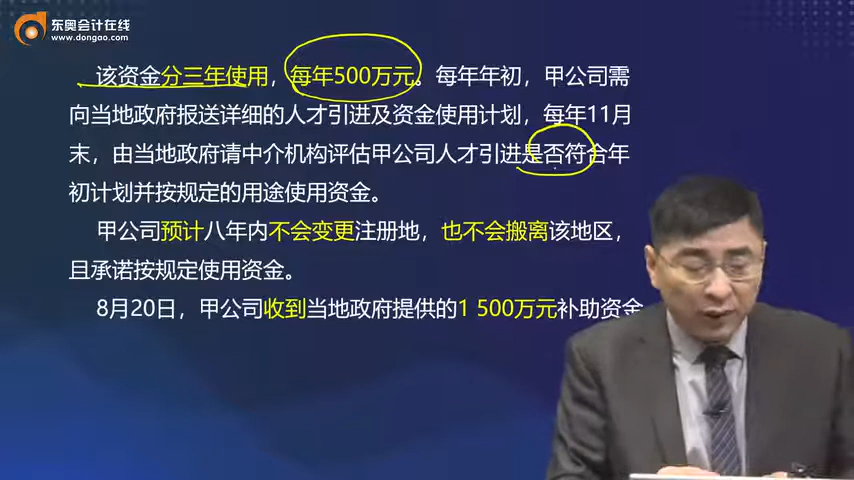 东奥会计在线
www.dongao.com
该资金分三年使用，每年500万元。每年年初，甲公司需
向当地政府报送详细的人才引进及资金使用计划，每年11月
末，由当地政府请中介机构评估甲公司人才引进是否符合年
初计划并按规定的用途使用资金。
甲公司预计八年内不会变更注册地，也不会搬离该地区，
且承诺按规定使用资金。
8月20日，甲公司收到当地政府提供的1 500万元补助资金